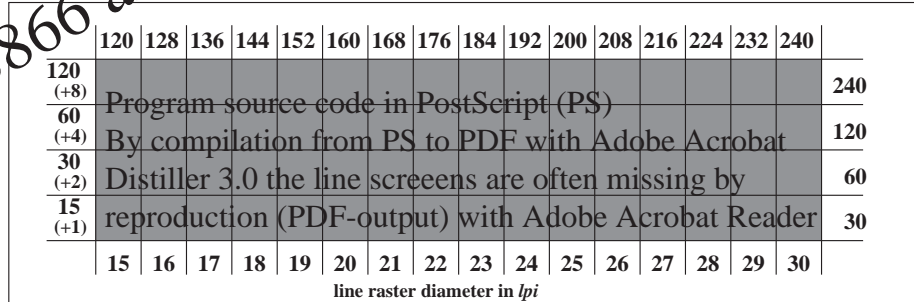 866
120 128 136 144 152 160 168 176 184 192 200 208 216 224 232 240
120 240
(+8)
Program source code in PostScript (PS)
60 120
(+4)
By compilation from PS to PDF with Adobe Acrobat
30 60
(+2)
Distiller 3.0 the line screeens are often missing by
15 30
(+1)
reproduction (PDF-output) with Adobe Acrobat Reader
15 16 17 18 19 20 21 22 23 24 25 26 27 28 29 30
line raster diameter in lpi